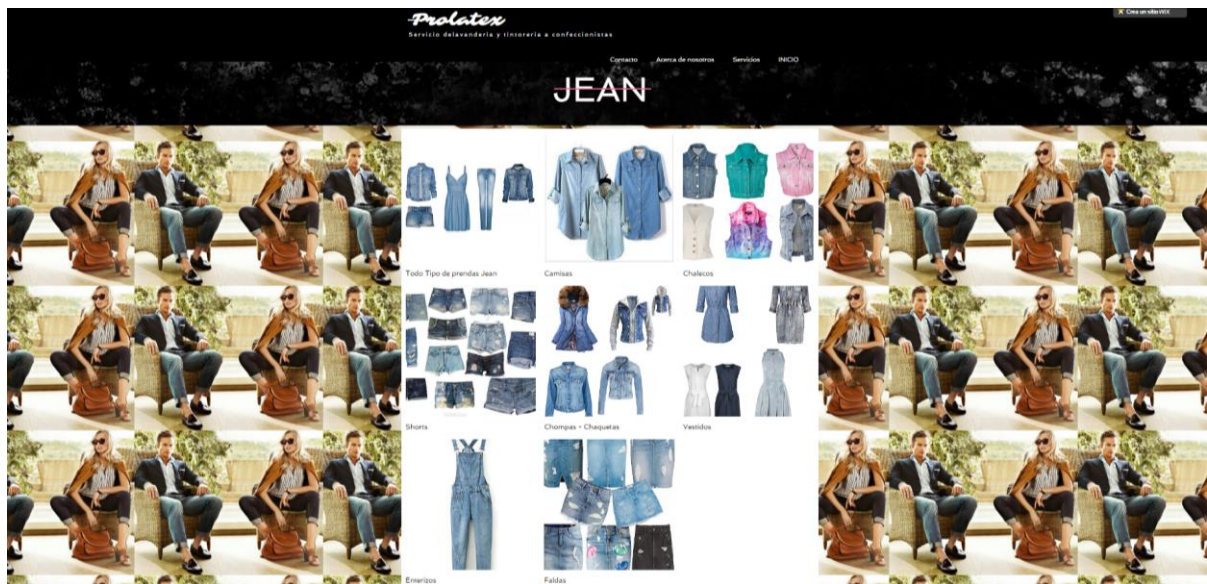 Prolatex
Servicio delavanderia y tintoreria a confeccionistas
Crea un sitio WIX
Contacto Acerca de nosotros Servicios INICIO
JEAN
Todo Tipo de prendas Jean
Camisas
Chalecos
Shorts
Chompas - Chaquetas
Vestidos
Enterizos
Faldas